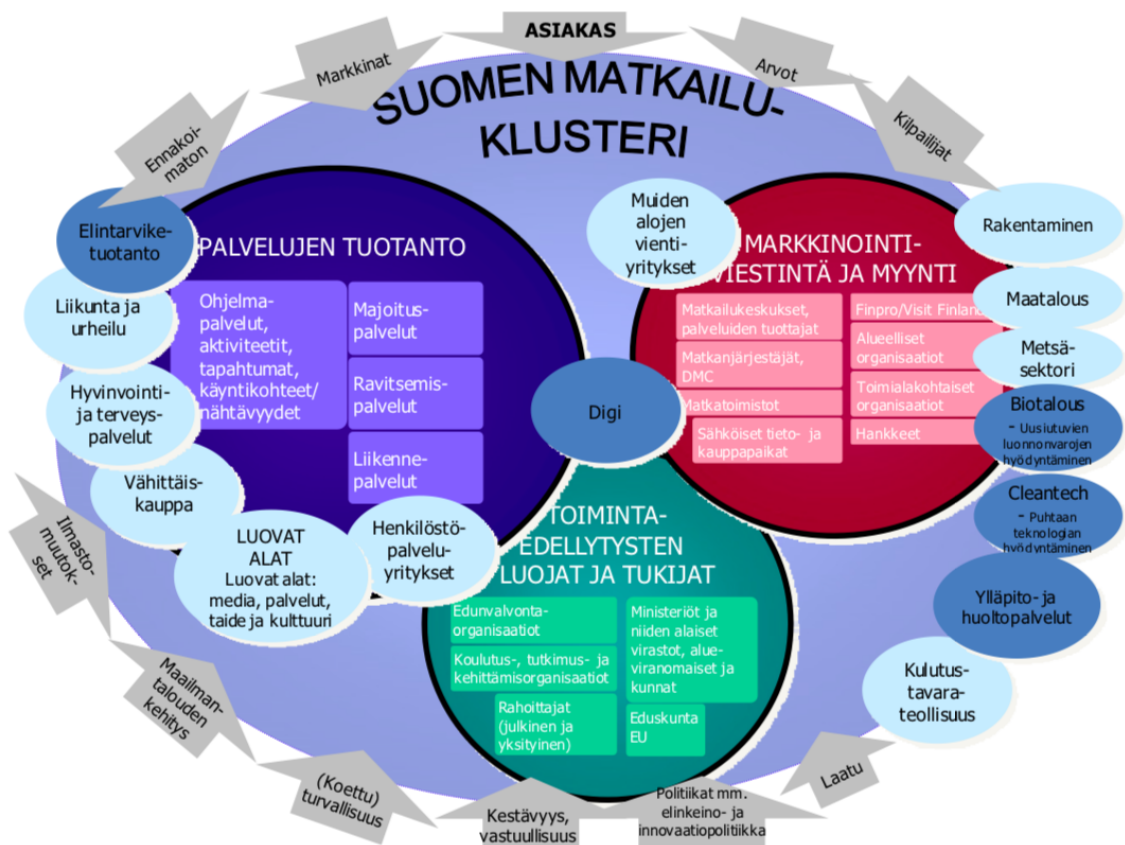 ASIAKAS
Markkinat
Arvot
Ennakoi-
maton
Kilpailijat
SUOMEN MATKAILU-
KLUSTERI
Elintarvike-
tuotanto
Liikunta ja
urheilu
Hyvinvointi-
ja terveys-
palvelut
Vähittäis-
kauppa
LUOVAT
ALAT
Luovat alat:
media, palvelut,
taide ja kulttuuri
Henkilöstö-
palvelu-
yritykset
PALVELUJEN TUOTANTO
Ohjelma-
palvelut,
aktiviteetit,
tapahtumat,
käyntikohteet/
nähtävyydet
Majoitus-
palvelut
Ravitsemis-
palvelut
Liikenne-
palvelut
Digi
Muiden
alojen
vienti-
yritykset
MARKKINOINTI-
VIESTINTÄ JA MYYNTI
Matkailukeskukset,
palveluiden tuottajat
Matkanjärjestäjät,
DMC
Matkatoimistot
Sähköiset tieto- ja
kauppapaikat
Finpro/Visit Finland
Alueelliset
organisaatiot
Toimialakohtaiset
organisaatiot
Hankkeet
Rakentaminen
Maatalous
Metsä-
sektori
Biotalous
- Uusiutuvien
luonnonvarojen
hyödyntäminen
Cleantech
- Puhtaan
teknologian
hyödyntäminen
Ylläpito- ja
huoltopalvelut
Kulutus-
tavara-
teollisuus
TOIMINTA-
EDELLYTYSTEN
LUOJAT JA TUKIJAT
Edunvalvonta-
organisaatiot
Koulutus-, tutkimus- ja
kehittämisorganisaatiot
Rahoittajat
(julkinen ja
yksityinen)
Ministeriöt ja
niiden alaiset
virastot, alue-
viranomaiset ja
kunnat
Eduskunta
EU
Ilmasto-
muutok-
set
Maailman-
talouden
kehitys
(Koettu)
turvallisuus
Kestävyys,
vastuullisuus
Politiikat mm.
elinkeino- ja
innovaatiopolitiikka
Laatu